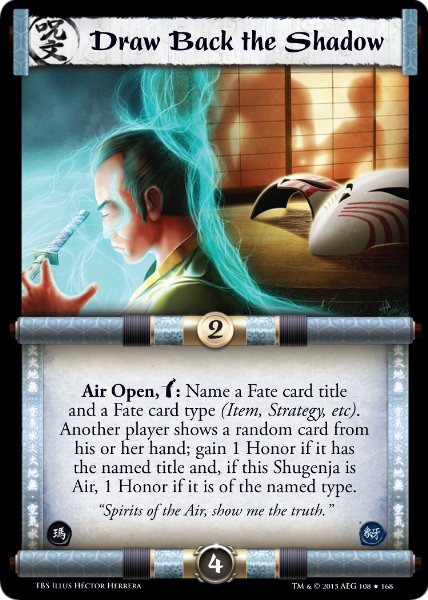 呪文
Draw Back the Shadow
2
Air Open, : Name a Fate card title
and a Fate card type (Item, Strategy, etc).
Another player shows a random card from
his or her hand; gain 1 Honor if it has
the named title and, if this Shugenja is
Air, 1 Honor if it is of the named type.
“Spirits of the Air, show me the truth.”
4
TBS Illus Héctor Herrera
TM & © 2015 AEG 108 ★ 168